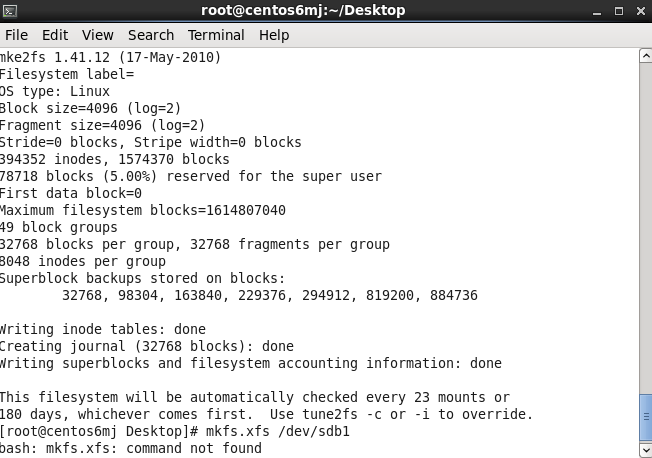 root@centos6mj:~/Desktop
File Edit View Search Terminal Help
mke2fs 1.41.12 (17-May-2010)
Filesystem label=
OS type: Linux
Block size=4096 (log=2)
Fragment size=4096 (log=2)
Stride=0 blocks, Stripe width=0 blocks
394352 inodes, 1574370 blocks
78718 blocks (5.00%) reserved for the super user
First data block=0
Maximum filesystem blocks=1614807040
49 block groups
32768 blocks per group, 32768 fragments per group
8048 inodes per group
Superblock backups stored on blocks:
32768, 98304, 163840, 229376, 294912, 819200, 884736
Writing inode tables: done
Creating journal (32768 blocks): done
Writing superblocks and filesystem accounting information: done
This filesystem will be automatically checked every 23 mounts or
180 days, whichever comes first.  Use tune2fs -c or -i to override.
[root@centos6mj Desktop]# mkfs.xfs /dev/sdb1
bash: mkfs.xfs: command not found